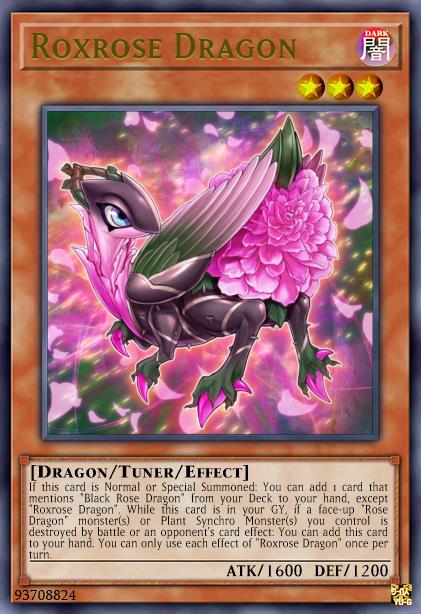 Roxrose Dragon
DARK
闇
[Dragon/Tuner/Effect]
If this card is Normal or Special Summoned: You can add 1 card that
mentions "Black Rose Dragon" from your Deck to your hand, except
"Roxrose Dragon". While this card is in your GY, if a face-up "Rose
Dragon" monster(s) or Plant Synchro Monster(s) you control is
destroyed by battle or an opponent's card effect: You can add this card
to your hand. You can only use each effect of "Roxrose Dragon" once per
turn.
ATK/1600 DEF/1200
93708824